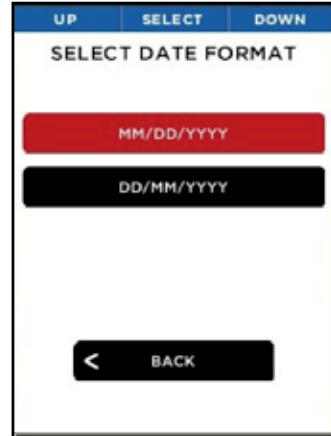 UP SELECT DOWN
SELECT DATE FORMAT
MM/DD/YYYY
DD/MM/YYYY
< BACK